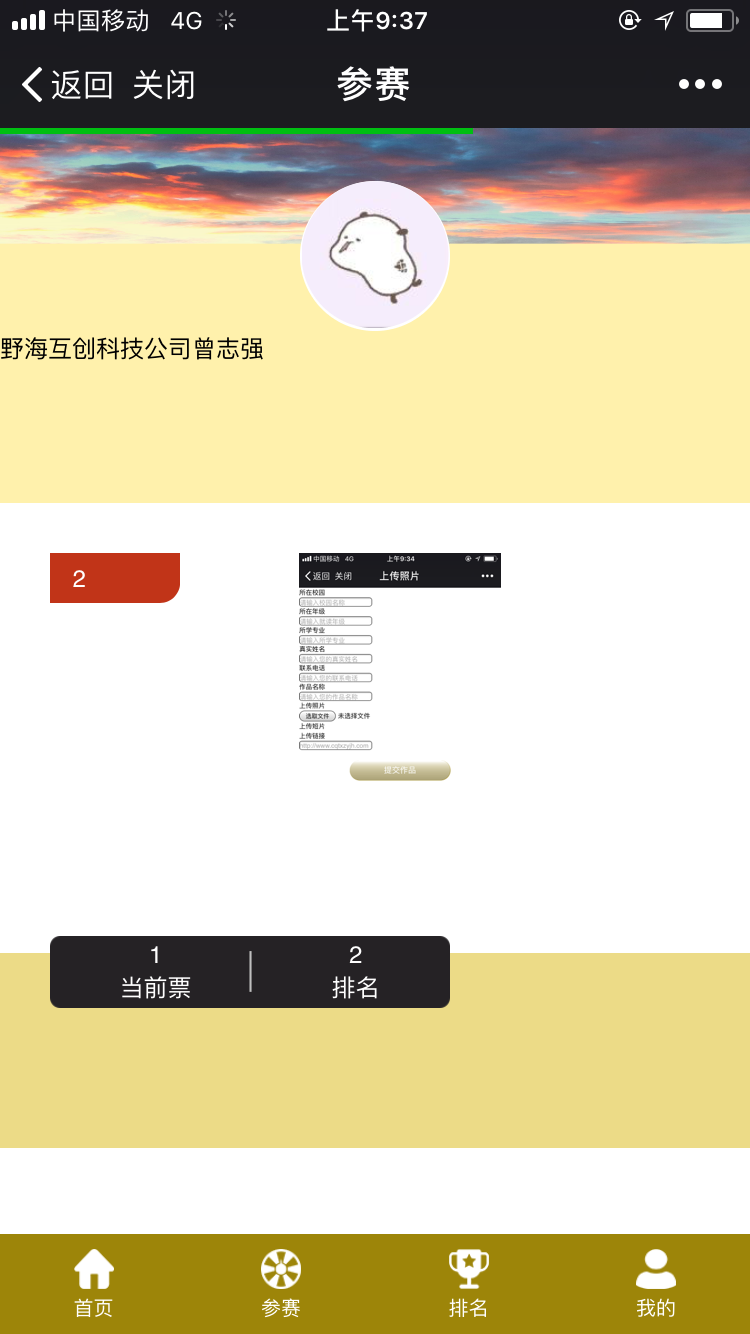 中国移动 4G 上午9:37
返回 关闭 参赛
野海互创科技公司曾志强
2
中国移动 4G 上午9:34
返回 关闭 上传照片
所在校园
请输入校园名称
所在年级
请输入就读年级
所学专业
请输入所学专业
真实姓名
请输入您的真实姓名
联系电话
请输入您的联系电话
作品名称
请输入您的作品名称
上传照片
选取文件 未选择文件
上传短片
上传链接
提交作品
1 2
当前票 排名
首页 参赛 排名 我的